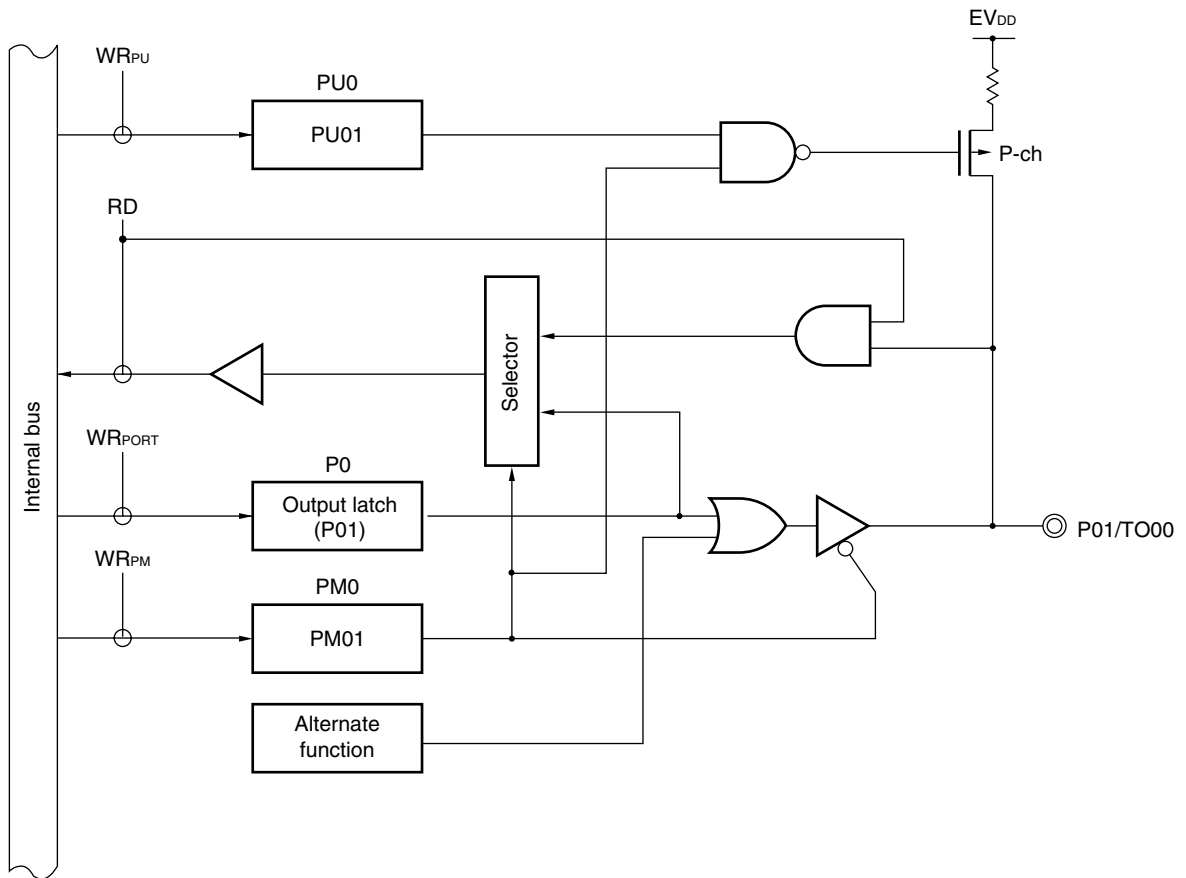 EVDD
WRPU
PU0
PU01
P-ch
RD
Selector
Internal bus
WRPORT
P0
Output latch
(P01)
P01/TO00
WRPM
PM0
PM01
Alternate
function